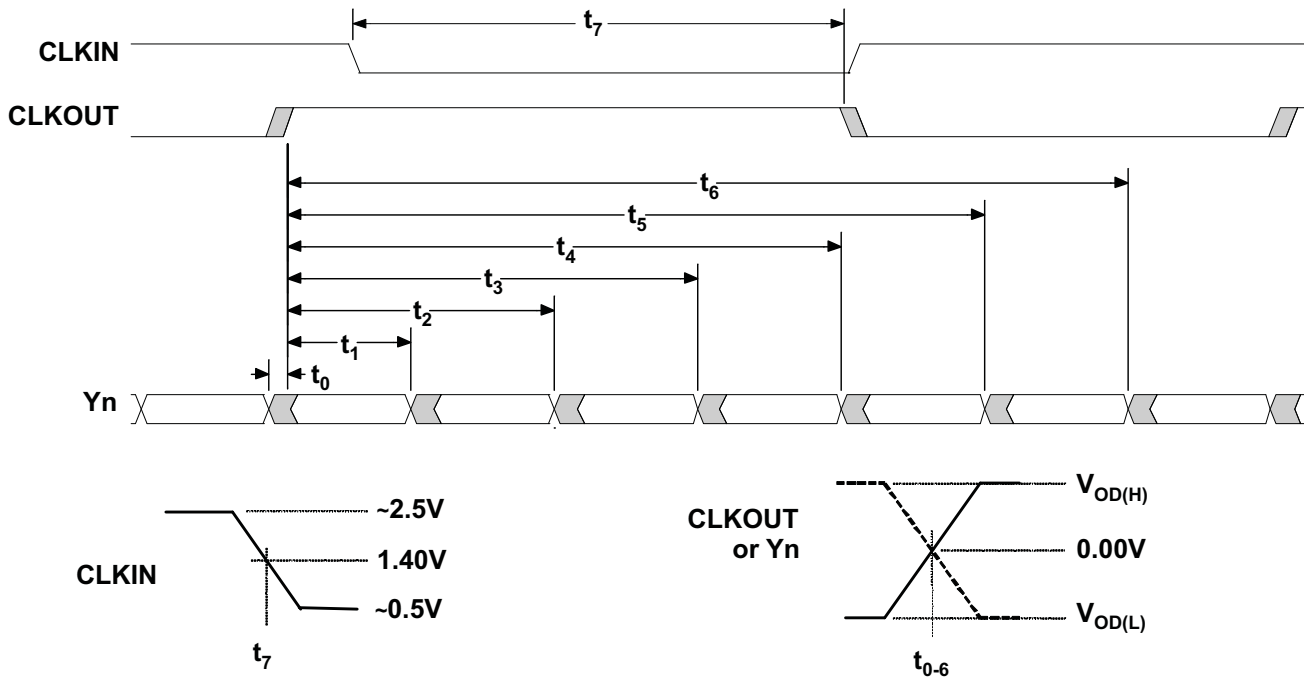 t7
CLKIN
CLKOUT
t6
t5
t4
t3
t2
t1
t0
Yn
~2.5V
1.40V
CLKIN
~0.5V
t7
VOD(H)
CLKOUT
or Yn
0.00V
VOD(L)
t0-6